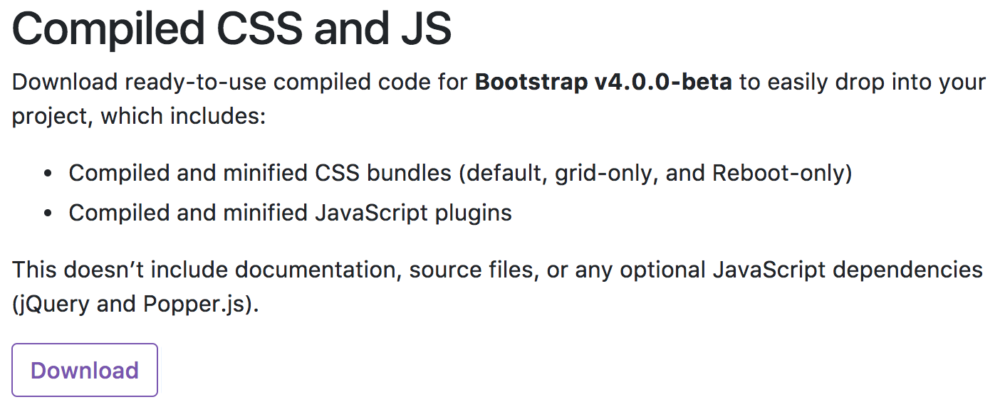 Compiled CSS and JS
Download ready-to-use compiled code for Bootstrap v4.0.0-beta to easily drop into your
project, which includes:
• Compiled and minified CSS bundles (default, grid-only, and Reboot-only)
• Compiled and minified JavaScript plugins
This doesn’t include documentation, source files, or any optional JavaScript dependencies
(jQuery and Popper.js).
Download